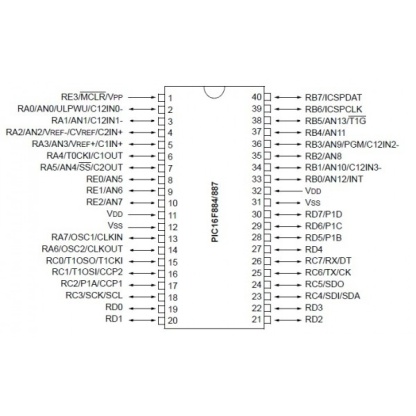 RE3/MCLR/VPP 1 40 RB7/ICSPDAT
RA0/AN0/ULPWU/C12IN0- 2 39 RB6/ICSPCLK
RA1/AN1/C12IN1- 3 38 RB5/AN13/T1G
RA2/AN2/VREF-/CVREF/C2IN+ 4 37 RB4/AN11
RA3/AN3/VREF+/C1IN+ 5 36 RB3/AN9/PGM/C12IN2-
RA4/T0CKI/C1OUT 6 35 RB2/AN8
RA5/AN4/SS/C2OUT 7 34 RB1/AN10/C12IN3-
RE0/AN5 8 33 RB0/AN12/INT
RE1/AN6 9 32 VDD
RE2/AN7 10 31 VSS
VDD 11 30 RD7/P1D
VSS 12 29 RD6/P1C
RA7/OSC1/CLKIN 13 28 RD5/P1B
RA6/OSC2/CLKOUT 14 27 RD4
RC0/T1OSO/T1CKI 15 26 RC7/RX/DT
RC1/T1OSI/CCP2 16 25 RC6/TX/CK
RC2/P1A/CCP1 17 24 RC5/SDO
RC3/SCK/SCL 18 23 RC4/SDI/SDA
RD0 19 22 RD3
RD1 20 21 RD2
PIC16F884/887